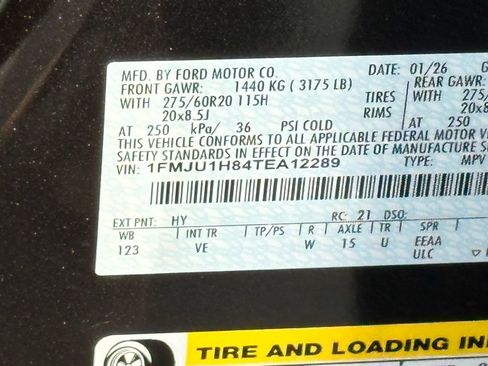 MFD. BY FORD MOTOR CO. DATE: 01/26 G
FRONT GAWR: 1440 KG ( 3175 LB) REAR GAWR:
WITH 275/60R20 115H TIRES 275/
20x8.5J RIMS 20x8
AT 250 kPa/ 36 PSI COLD AT 250
THIS VEHICLE CONFORMS TO ALL APPLICABLE FEDERAL MOTOR VE
SAFETY STANDARDS IN EFFECT ON THE DATE OF MAN
VIN: 1FMJU1H84TEA12289 TYPE: MPV
EXT PNT: HY RC: 21 DSO:
WB INT TR TP/PS R AXLE TR SPR
123 VE W 15 U EEAA
ULC
TIRE AND LOADING IN